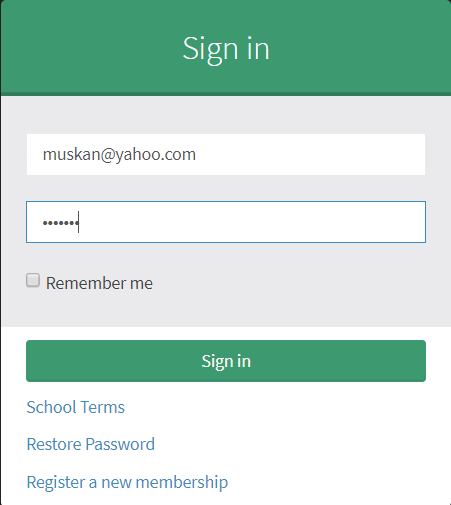 Sign in
muskan@yahoo.com
•••••••
Remember me
Sign in
School Terms
Restore Password
Register a new membership